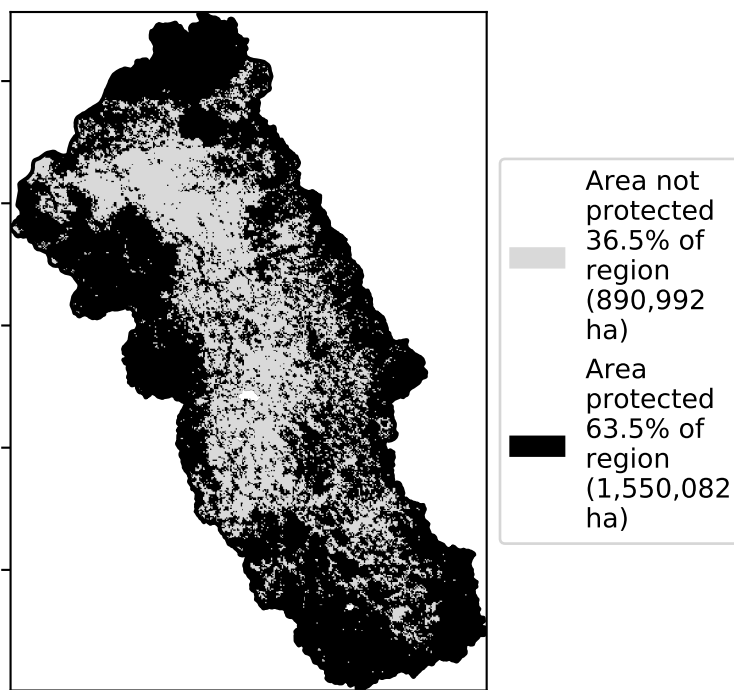 Area not
protected
36.5% of
region
(890,992
ha)
Area
protected
63.5% of
region
(1,550,082
ha)